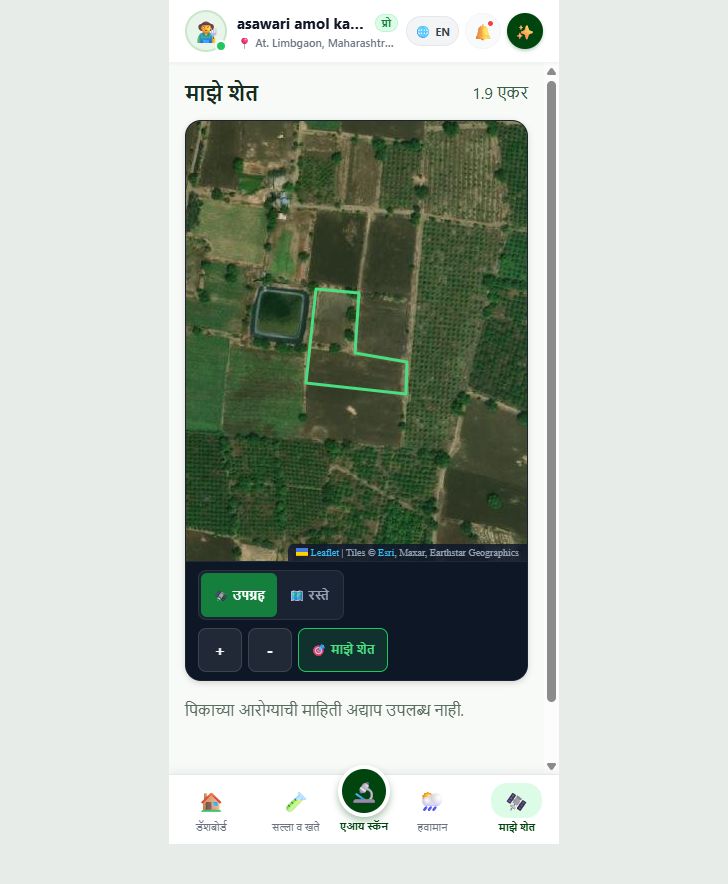 asawari amol ka...
प्रो
At. Limbgaon, Maharashtr...
EN
माझे शेत
1.9 एकर
Leaflet | Tiles © Esri, Maxar, Earthstar Geographics
उपग्रह
रस्ते
+
-
माझे शेत
पिकाच्या आरोग्याची माहिती अद्याप उपलब्ध नाही.
डॅशबोर्ड
सल्ला व खते
एआय स्कॅन
हवामान
माझे शेत